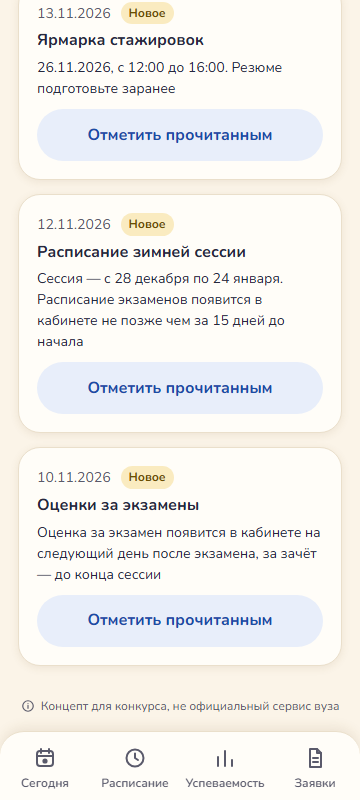 13.11.2026 Новое
Ярмарка стажировок
26.11.2026, с 12:00 до 16:00. Резюме
подготовьте заранее
Отметить прочитанным
12.11.2026 Новое
Расписание зимней сессии
Сессия — с 28 декабря по 24 января.
Расписание экзаменов появится в
кабинете не позже чем за 15 дней до
начала
Отметить прочитанным
10.11.2026 Новое
Оценки за экзамены
Оценка за экзамен появится в кабинете на
следующий день после экзамена, за зачёт
— до конца сессии
Отметить прочитанным
Концепт для конкурса, не официальный сервис вуза
Сегодня Расписание Успеваемость Заявки